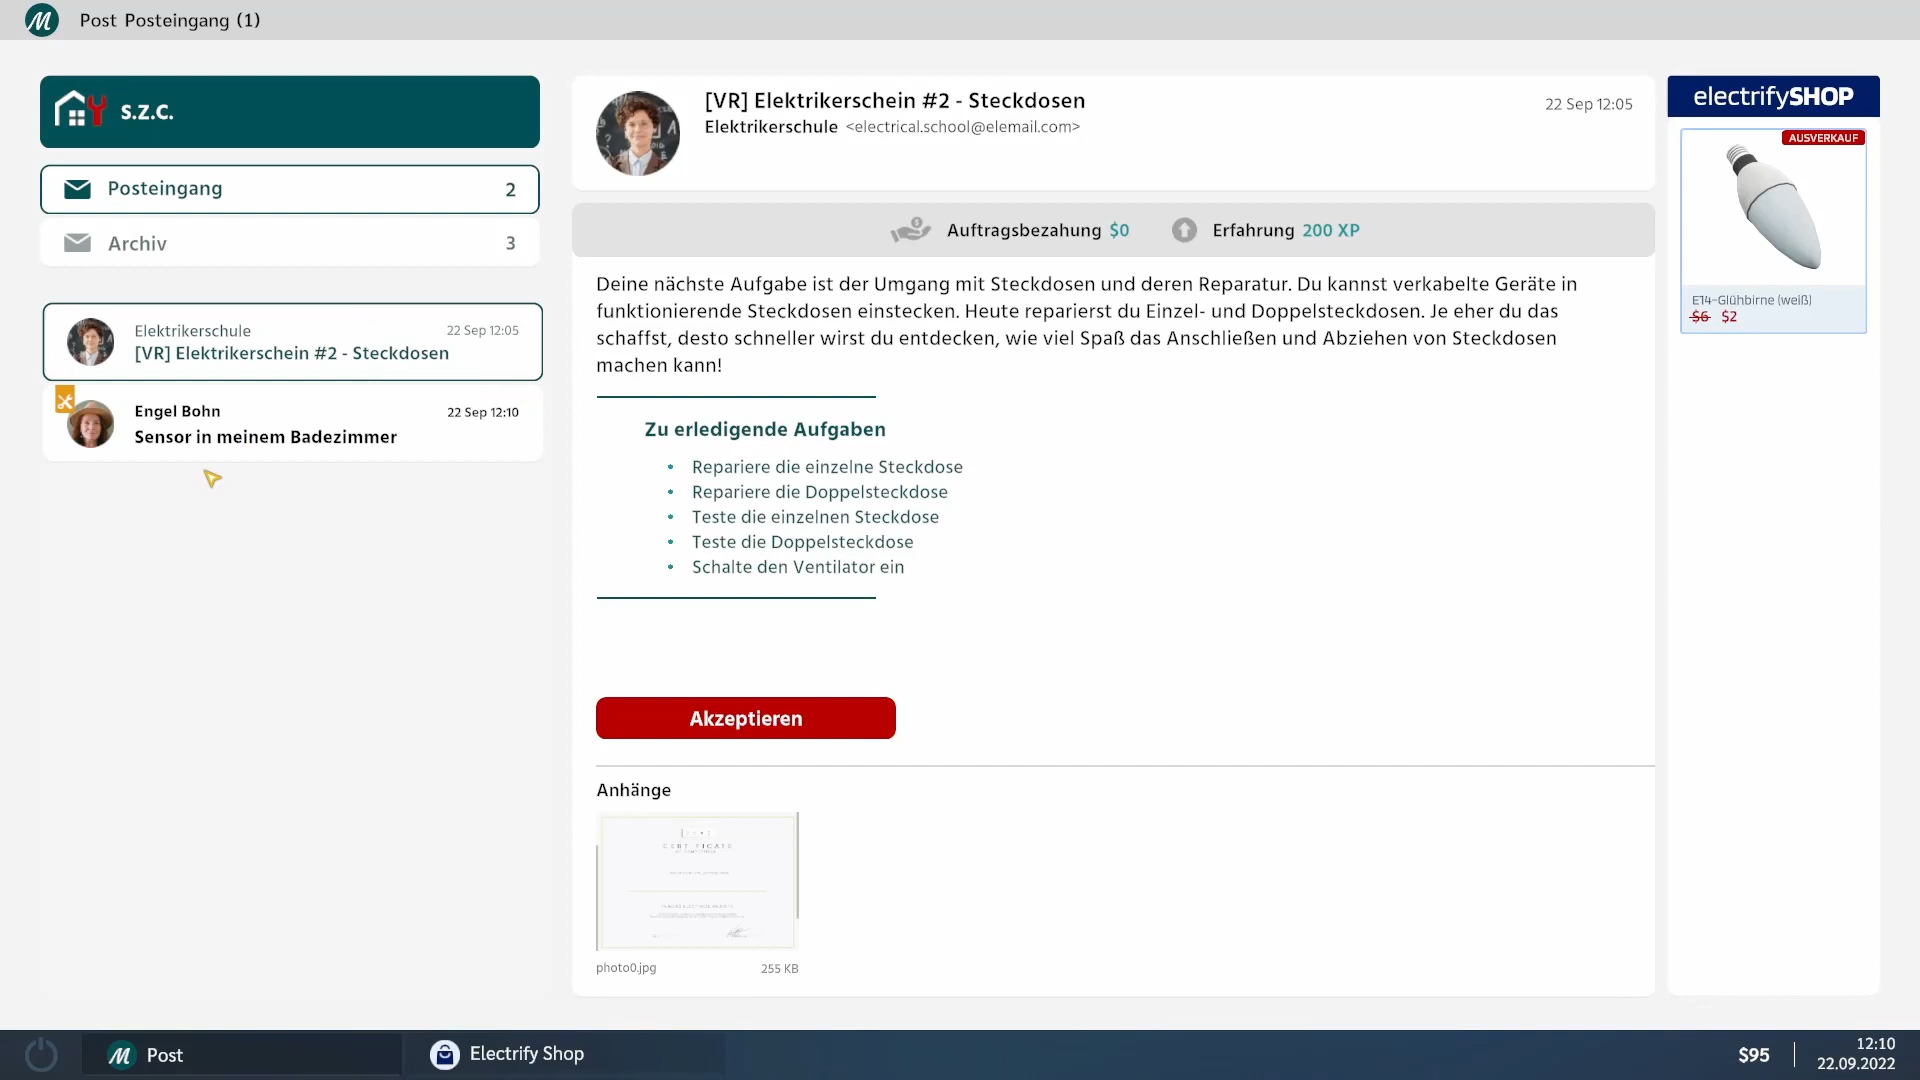 Post Posteingang (1)
s.z.c.
Posteingang 2
Archiv 3
Elektrikerschule 22 Sep 12:05
[VR] Elektrikerschein #2 - Steckdosen
Engel Bohn 22 Sep 12:10
Sensor in meinem Badezimmer
[VR] Elektrikerschein #2 - Steckdosen 22 Sep 12:05
Elektrikerschule <electrical.school@elemail.com>
Auftragsbezahung $0 Erfahrung 200 XP
Deine nächste Aufgabe ist der Umgang mit Steckdosen und deren Reparatur. Du kannst verkabelte Geräte in
funktionierende Steckdosen einstecken. Heute reparierst du Einzel- und Doppelsteckdosen. Je eher du das
schaffst, desto schneller wirst du entdecken, wie viel Spaß das Anschließen und Abziehen von Steckdosen
machen kann!
Zu erledigende Aufgaben
• Repariere die einzelne Steckdose
• Repariere die Doppelsteckdose
• Teste die einzelnen Steckdose
• Teste die Doppelsteckdose
• Schalte den Ventilator ein
Akzeptieren
Anhänge
photo0.jpg 255 KB
electrifySHOP
AUSVERKAUF
E14-Glühbirne (weiß)
$6 $2
Post Electrify Shop
$95
12:10
22.09.2022